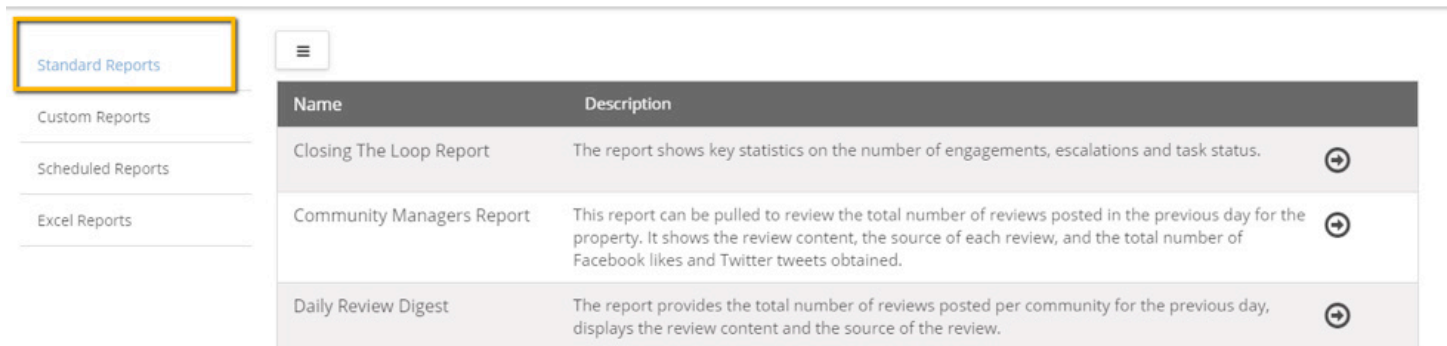 Standard Reports
Custom Reports
Scheduled Reports
Excel Reports
Name Description
Closing The Loop Report The report shows key statistics on the number of engagements, escalations and task status.
Community Managers Report This report can be pulled to review the total number of reviews posted in the previous day for the
property. It shows the review content, the source of each review, and the total number of
Facebook likes and Twitter tweets obtained.
Daily Review Digest The report provides the total number of reviews posted per community for the previous day,
displays the review content and the source of the review.